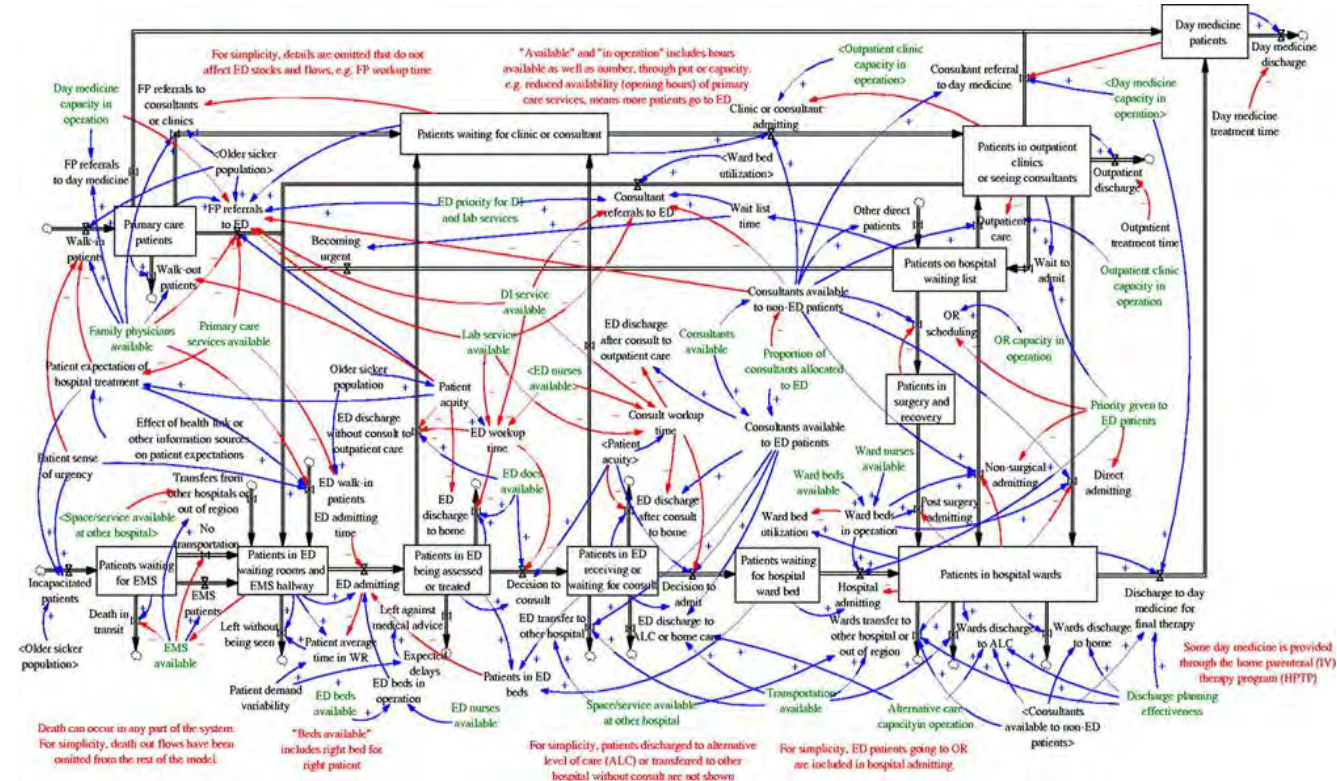 For simplicity, details are omitted that do not
affect ED stocks and flows, e.g. FP workup time
"Available" and "in operation" includes hours
available as well as number, through put or capacity.
e.g. reduced availability (opening hours) of primary
care services, means more patients go to ED
<Outpatient clinic
capacity in
operation>
Consultant referral
to day medicine
Day medicine
patients
Day medicine
discharge
<Day medicine
capacity in
operation>
Day medicine
treatment time
Day medicine
capacity in
operation
FP referrals to
consultants
or clinics
Patients waiting for clinic or consultant
Clinic or consultant
admitting
Patients in outpatient
clinics
or seeing consultants
Outpatient
discharge
FP referrals
to day medicine
<Older sicker
population>
<Ward bed
utilization>
Primary care
patients
Walk-in
patients
FP referrals
to ED
ED priority for DI
and lab services
Consultant
referrals to ED
Wait list
time
Other direct
patients
Outpatient
care
Outpatient
treatment time
Becoming
urgent
Walk-out
patients
Patients on hospital
waiting list
Wait to
admit
Outpatient clinic
capacity in
operation
DI service
available
Consultants available
to non-ED patients
Family physicians
available
Primary care
services available
Lab service
available
ED discharge
after consult to
outpatient care
Consultants
available
Proportion of
consultants allocated
to ED
OR
scheduling
OR capacity in
operation
Patient expectation of
hospital treatment
Older sicker
population
Patient
acuity
<ED nurses
available>
Patients in
surgery and
recovery
Priority given to
ED patients
Effect of health link or
other information sources
on patient expectations
ED discharge
without consult to
outpatient care
ED workup
time
Consult workup
time
Consultants available
to ED patients
<Patient
acuity>
Patient sense
of urgency
Transfers from
other hospitals or
out of region
ED walk-in
patients
ED docs
available
Ward beds
available
Ward nurses
available
Non-surgical
admitting
Direct
admitting
<Space/service available
at other hospital>
No
transportation
ED admitting
time
ED
discharge
to home
ED discharge
after consult
to home
Ward bed
utilization
Ward beds
in operation
Post surgery
admitting
Patients waiting
for EMS
Patients in ED
waiting rooms and
EMS hallway
Patients in ED
being assessed
or treated
Patients in ED
receiving or
waiting for consult
Patients waiting
for hospital
ward bed
Patients in hospital wards
Incapacitated
patients
EMS
patients
ED admitting
Decision to
consult
Decision to
admit
Hospital
admitting
Discharge to day
medicine for
final therapy
Death in
transit
Left without
being seen
Left against
medical advice
ED transfer to
other hospital
ED discharge to
ALC or home care
Wards transfer to
other hospital or
out of region
Wards discharge
to ALC
Wards discharge
to home
<Older sicker
population>
EMS
available
Patient average
time in WR
Expected
delays
Patients in ED
beds
Patient demand
variability
ED beds
available
ED beds in
operation
ED nurses
available
Space/service available
at other hospital
Transportation
available
Alternative care
capacityin operation
<Consultants
available to non-ED
patients>
Discharge planning
effectiveness
Some day medicine is provided
through the home parenteral (IV)
therapy program (HPTP)
Death can occur in any part of the system.
For simplicity, death out flows have been
omitted from the rest of the model.
"Beds available"
includes right bed for
right patient
For simplicity, patients discharged to alternative
level of care (ALC) or transferred to other
hospital without consult are not shown
For simplicity, ED patients going to OR
are included in hospital admitting